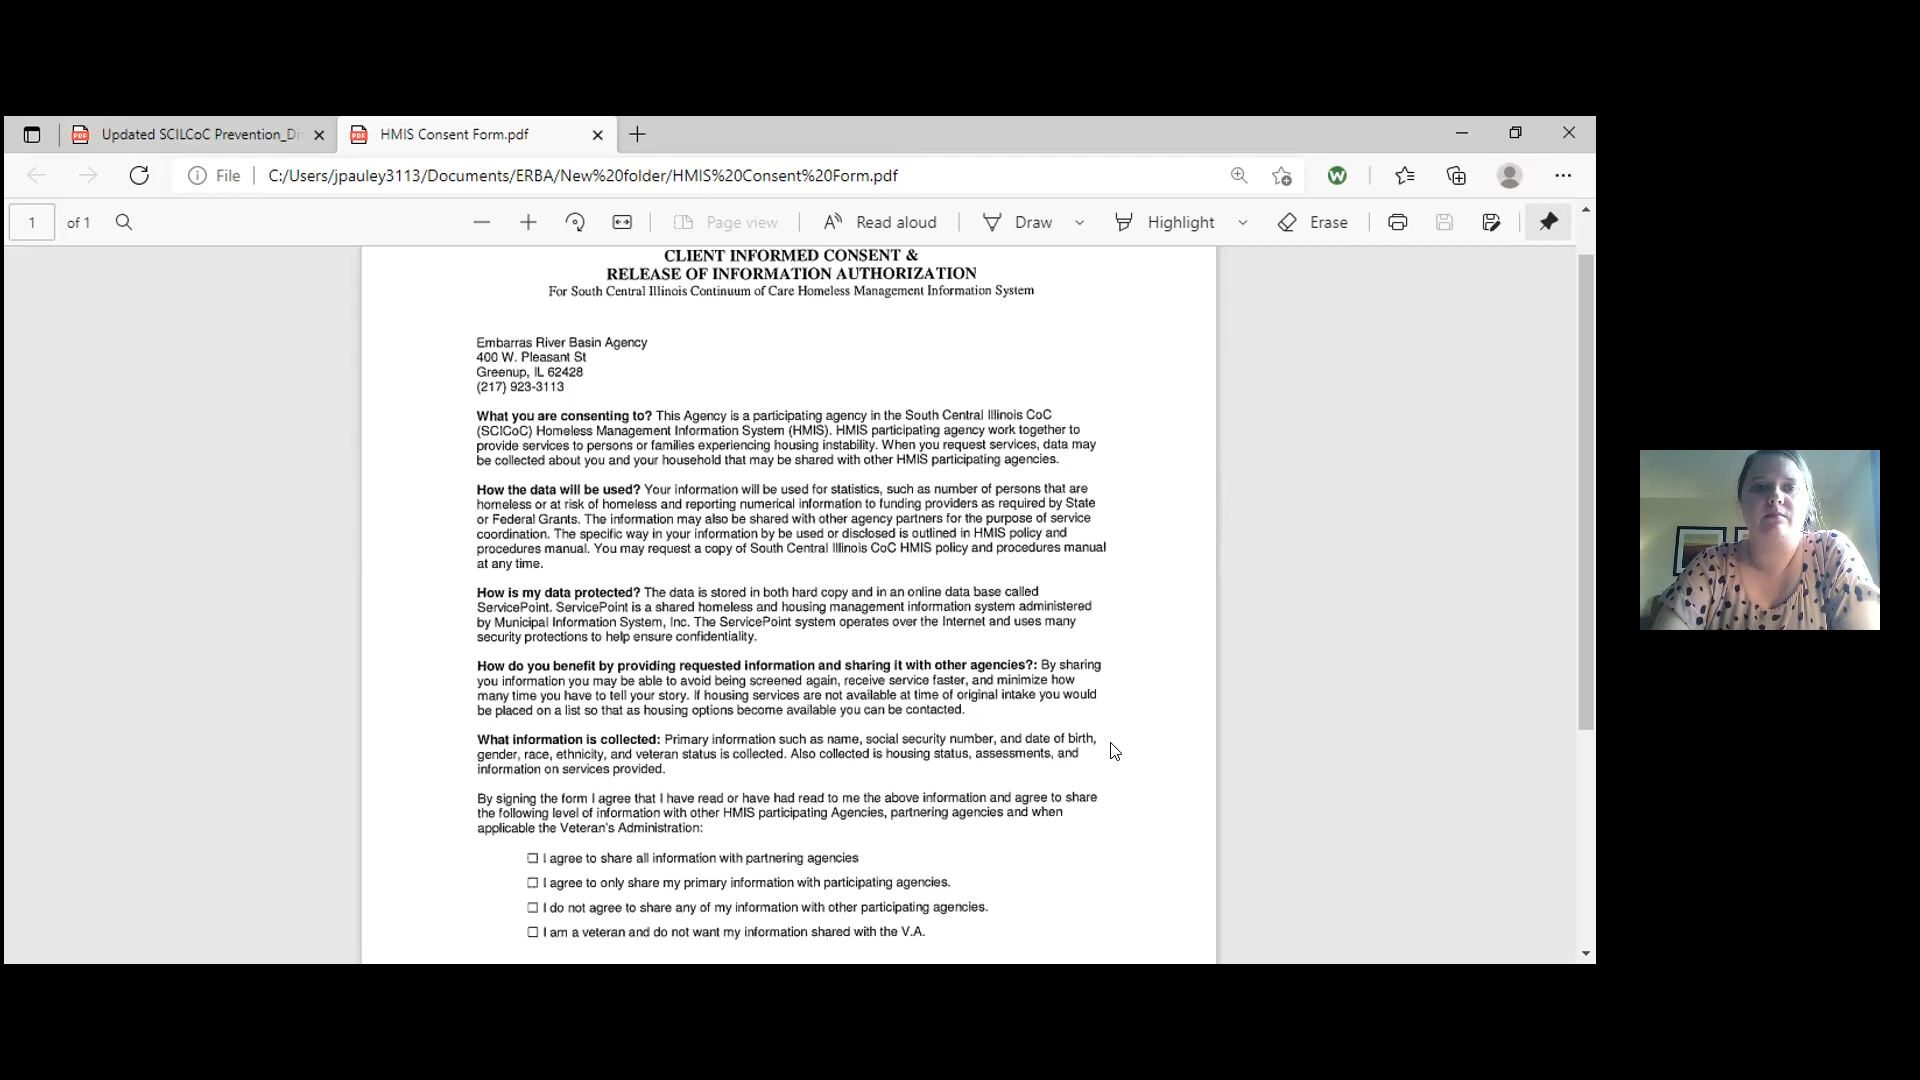 Updated SCILCoC Prevention_Di
HMIS Consent Form.pdf
File
C:/Users/jpauley3113/Documents/ERBA/New%20folder/HMIS%20Consent%20Form.pdf
1 of 1
Page view
Read aloud
Draw
Highlight
Erase
CLIENT INFORMED CONSENT &
RELEASE OF INFORMATION AUTHORIZATION
For South Central Illinois Continuum of Care Homeless Management Information System
Embarras River Basin Agency
400 W. Pleasant St
Greenup, IL 62428
(217) 923-3113
What you are consenting to? This Agency is a participating agency in the South Central Illinois CoC
(SCICoC) Homeless Management Information System (HMIS). HMIS participating agency work together to
provide services to persons or families experiencing housing instability. When you request services, data may
be collected about you and your household that may be shared with other HMIS participating agencies.
How the data will be used? Your information will be used for statistics, such as number of persons that are
homeless or at risk of homeless and reporting numerical information to funding providers as required by State
or Federal Grants. The information may also be shared with other agency partners for the purpose of service
coordination. The specific way in your information by be used or disclosed is outlined in HMIS policy and
procedures manual. You may request a copy of South Central Illinois CoC HMIS policy and procedures manual
at any time.
How is my data protected? The data is stored in both hard copy and in an online data base called
ServicePoint. ServicePoint is a shared homeless and housing management information system administered
by Municipal Information System, Inc. The ServicePoint system operates over the Internet and uses many
security protections to help ensure confidentiality.
How do you benefit by providing requested information and sharing it with other agencies?: By sharing
you information you may be able to avoid being screened again, receive service faster, and minimize how
many time you have to tell your story. If housing services are not available at time of original intake you would
be placed on a list so that as housing options become available you can be contacted.
What information is collected: Primary information such as name, social security number, and date of birth,
gender, race, ethnicity, and veteran status is collected. Also collected is housing status, assessments, and
information on services provided.
By signing the form I agree that I have read or have had read to me the above information and agree to share
the following level of information with other HMIS participating Agencies, partnering agencies and when
applicable the Veteran's Administration:
I agree to share all information with partnering agencies
I agree to only share my primary information with participating agencies.
I do not agree to share any of my information with other participating agencies.
I am a veteran and do not want my information shared with the V.A.